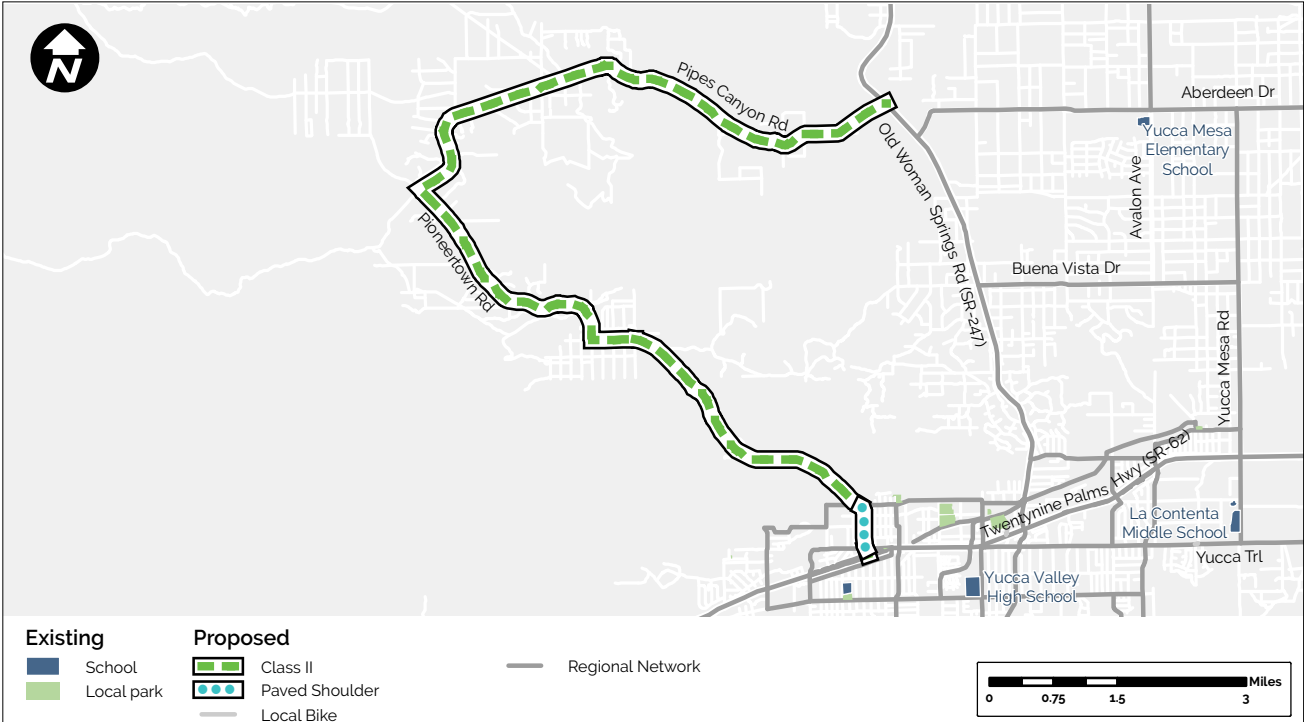 N
Pipes Canyon Rd
Aberdeen Dr
Yucca Mesa
Elementary
School
Old Woman Springs Rd (SR-247)
Avalon Ave
Pioneertown Rd
Buena Vista Dr
Yucca Mesa Rd
Twentynine Palms Hwy (SR-62)
La Contenta
Middle School
Yucca Trl
Yucca Valley
High School
Existing
School
Local park
Proposed
Class II
Paved Shoulder
Local Bike
Regional Network
Miles
0 0.75 1.5 3